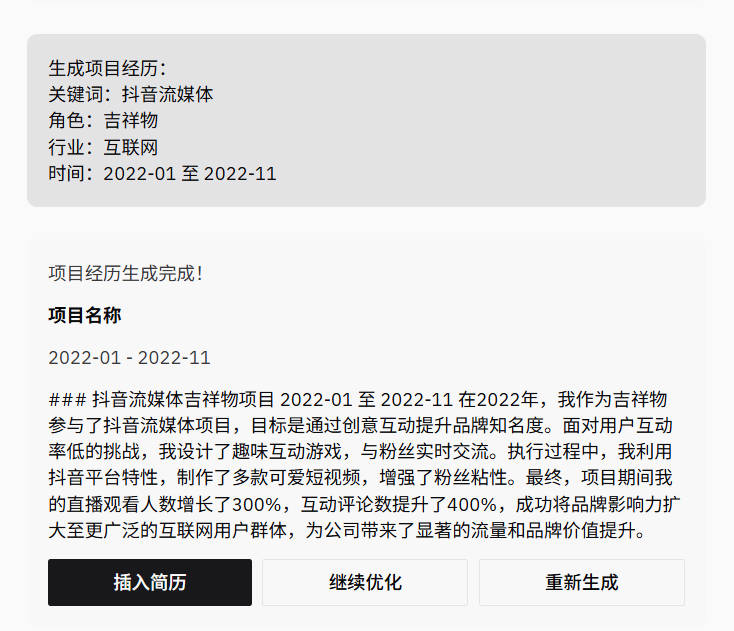 生成项目经历：
关键词：抖音流媒体
角色：吉祥物
行业：互联网
时间：2022-01 至 2022-11
项目经历生成完成！
项目名称
2022-01 - 2022-11
### 抖音流媒体吉祥物项目 2022-01 至 2022-11 在2022年，我作为吉祥物
参与了抖音流媒体项目，目标是通过创意互动提升品牌知名度。面对用户互动
率低的挑战，我设计了趣味互动游戏，与粉丝实时交流。执行过程中，我利用
抖音平台特性，制作了多款可爱短视频，增强了粉丝粘性。最终，项目期间我
的直播观看人数增长了300%，互动评论数提升了400%，成功将品牌影响力扩
大至更广泛的互联网用户群体，为公司带来了显著的流量和品牌价值提升。
插入简历
继续优化
重新生成